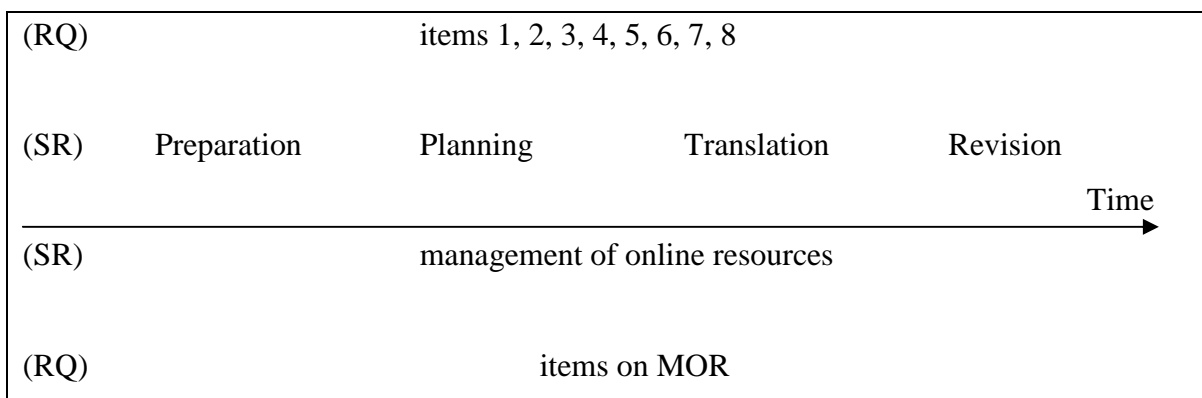 (RQ) items 1, 2, 3, 4, 5, 6, 7, 8
(SR) Preparation Planning Translation Revision
Time
(SR) management of online resources
(RQ) items on MOR